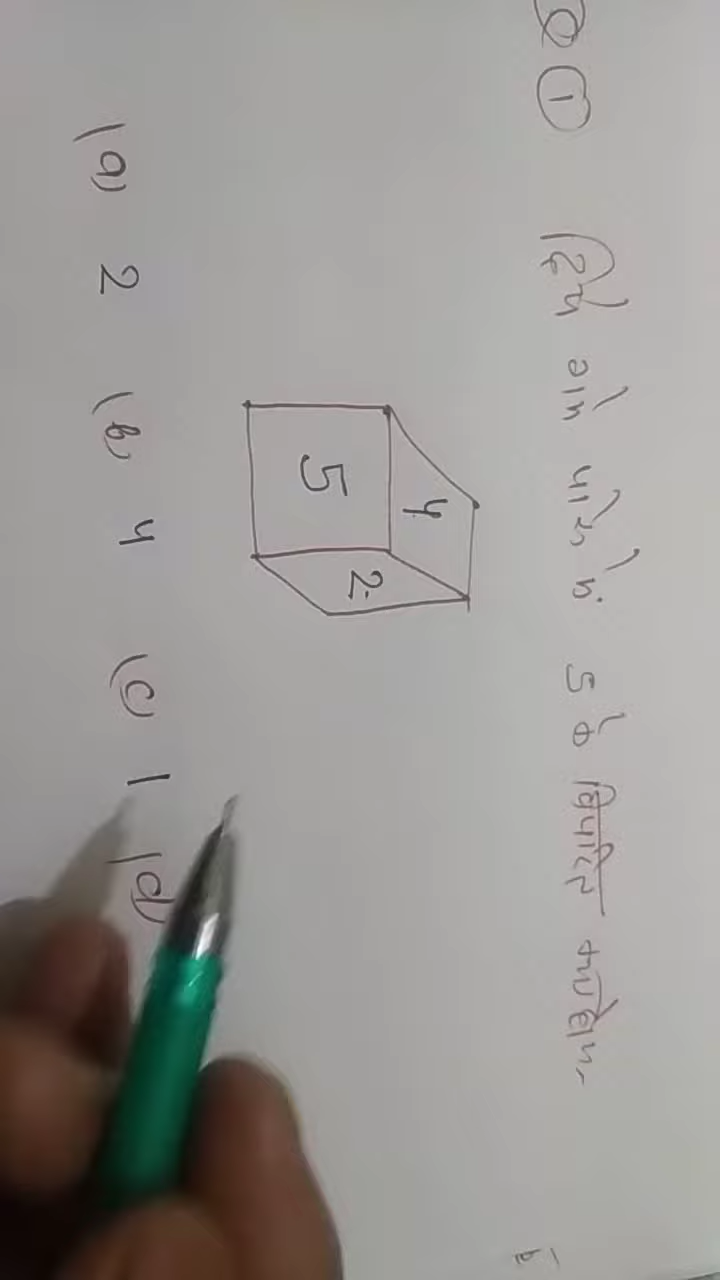 Q ① दिये गये पासे में 5 के विपरीत क्या होगा-
4
5 2
(a) 2 (b) 4 (c) 1 (d)